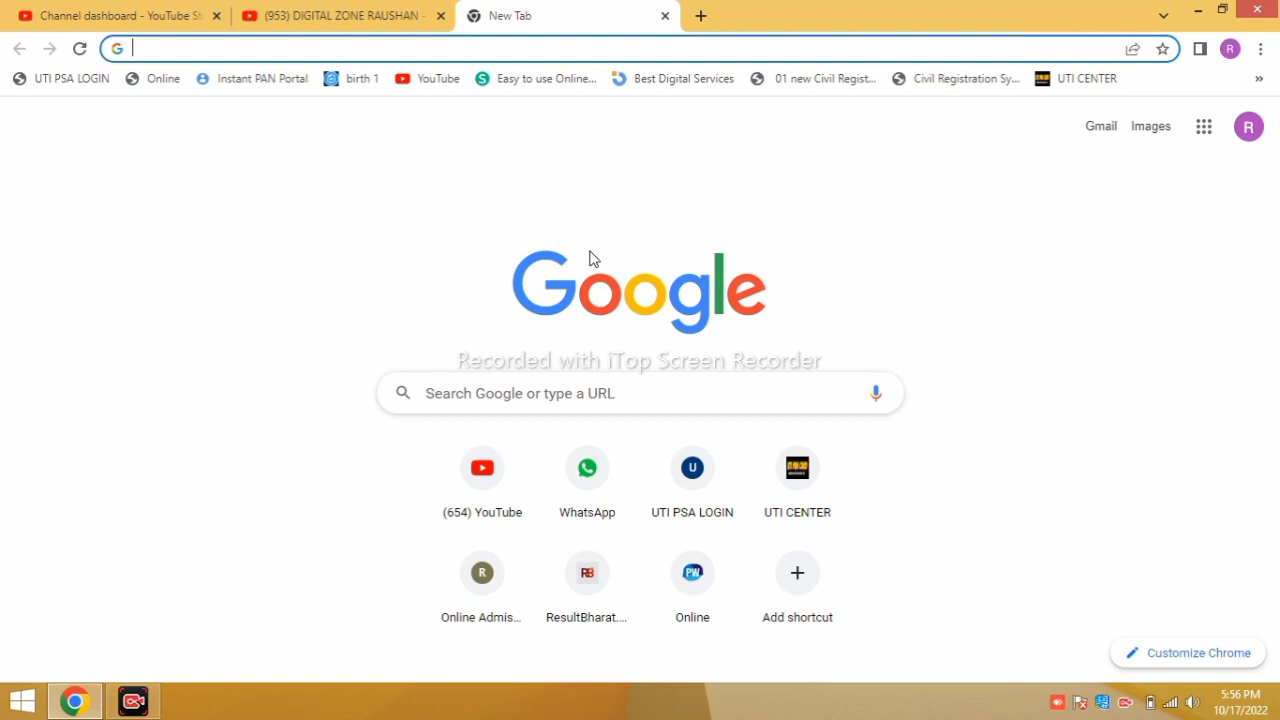 Channel dashboard - YouTube St
(953) DIGITAL ZONE RAUSHAN -
New Tab
UTI PSA LOGIN
Online
Instant PAN Portal
birth 1
YouTube
Easy to use Online...
Best Digital Services
01 new Civil Regist...
Civil Registration Sy...
UTI CENTER
»
R
Gmail
Images
R
Google
Recorded with iTop Screen Recorder
Search Google or type a URL
(654) YouTube
WhatsApp
U
UTI PSA LOGIN
UTI CENTER
R
Online Admis...
RB
ResultBharat....
PW
Online
Add shortcut
Customize Chrome
5:56 PM
10/17/2022